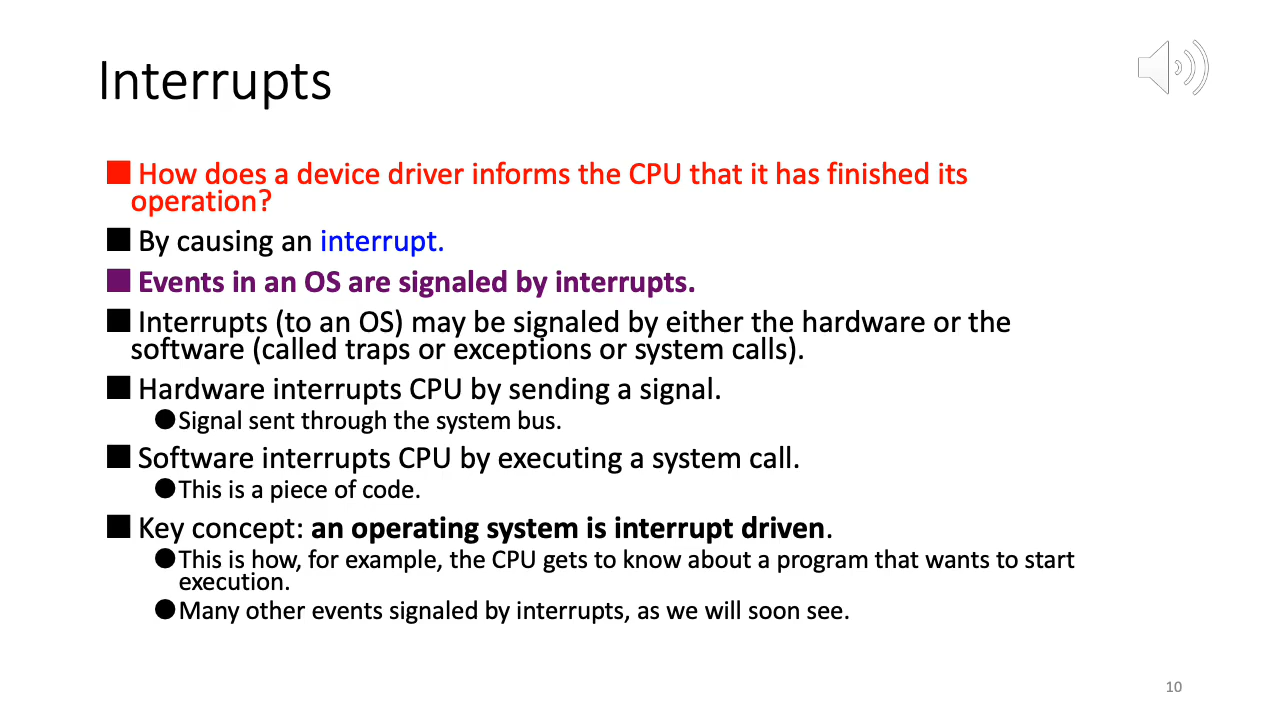 Interrupts
How does a device driver informs the CPU that it has finished its
operation?
By causing an interrupt.
Events in an OS are signaled by interrupts.
Interrupts (to an OS) may be signaled by either the hardware or the
software (called traps or exceptions or system calls).
Hardware interrupts CPU by sending a signal.
Signal sent through the system bus.
Software interrupts CPU by executing a system call.
This is a piece of code.
Key concept: an operating system is interrupt driven.
This is how, for example, the CPU gets to know about a program that wants to start
execution.
Many other events signaled by interrupts, as we will soon see.
10